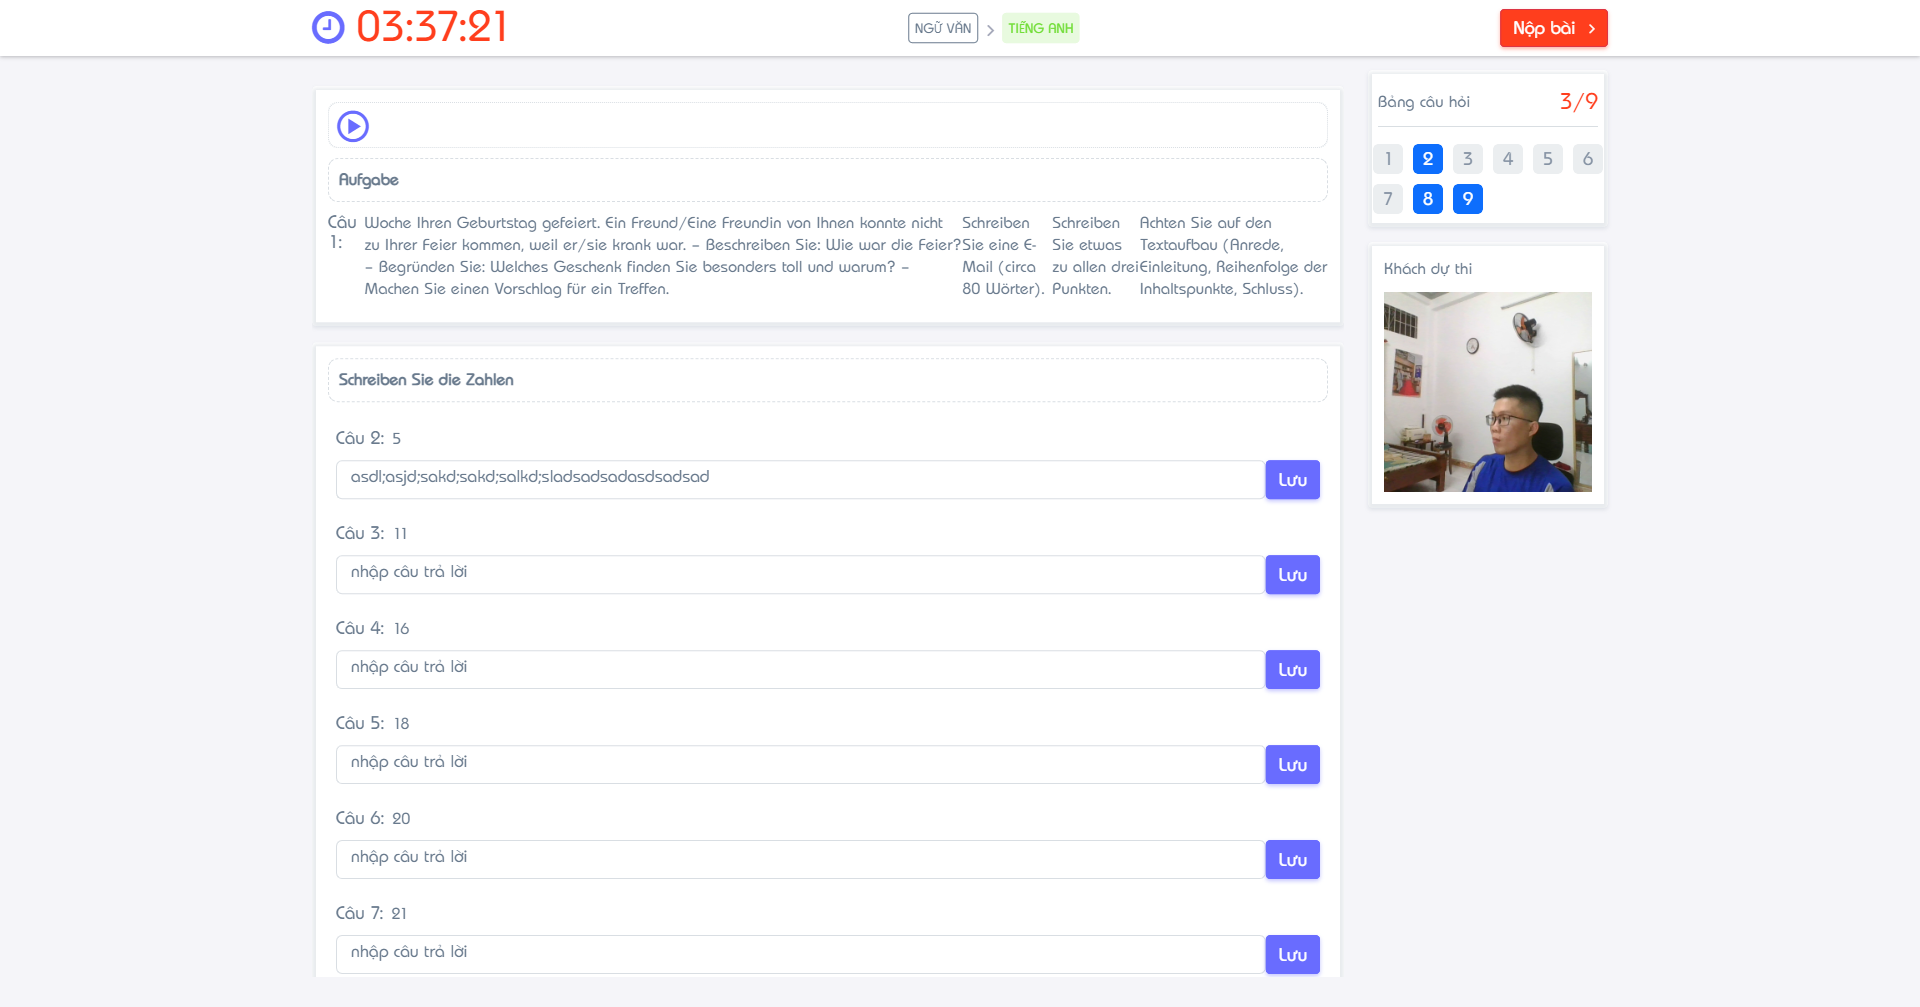 03:37:21
NGỮ VĂN > TIẾNG ANH
Nộp bài >
Aufgabe
Câu 1:
Woche Ihren Geburtstag gefeiert. Ein Freund/Eine Freundin von Ihnen konnte nicht
zu Ihrer Feier kommen, weil er/sie krank war. – Beschreiben Sie: Wie war die Feier?
– Begründen Sie: Welches Geschenk finden Sie besonders toll und warum? –
Machen Sie einen Vorschlag für ein Treffen.
Schreiben
Sie eine E-
Mail (circa
80 Wörter).
Schreiben
Sie etwas
zu allen drei
Punkten.
Achten Sie auf den
Textaufbau (Anrede,
Einleitung, Reihenfolge der
Inhaltspunkte, Schluss).
Schreiben Sie die Zahlen
Câu 2: 5
asdl;asjd;sakd;sakd;salkd;sladsadsadasdsadsad
Lưu
Câu 3: 11
nhập câu trả lời
Lưu
Câu 4: 16
nhập câu trả lời
Lưu
Câu 5: 18
nhập câu trả lời
Lưu
Câu 6: 20
nhập câu trả lời
Lưu
Câu 7: 21
nhập câu trả lời
Lưu
Bảng câu hỏi 3/9
1 2 3 4 5 6
7 8 9
Khách dự thi